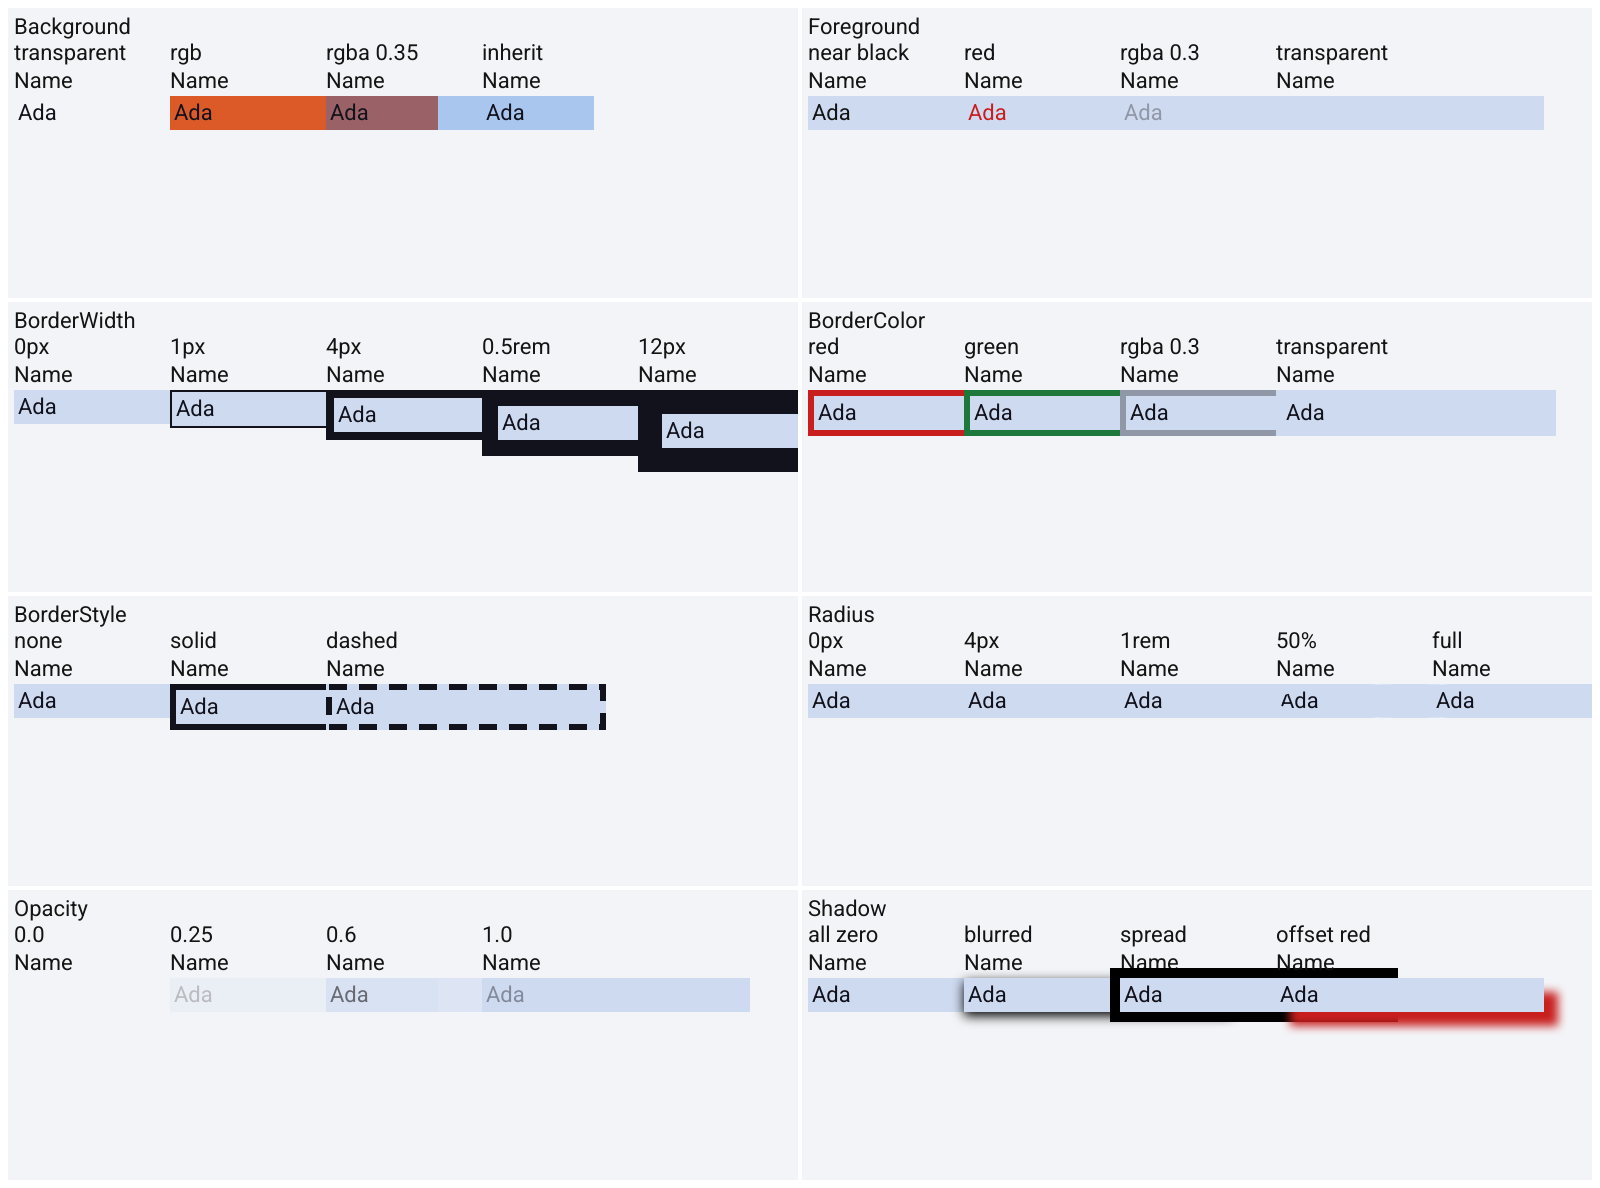 Background
transparent rgb rgba 0.35 inherit
Name Name Name Name
Ada Ada Ada Ada
Foreground
near black red rgba 0.3 transparent
Name Name Name Name
Ada Ada Ada
BorderWidth
0px 1px 4px 0.5rem 12px
Name Name Name Name Name
Ada Ada Ada Ada Ada
BorderColor
red green rgba 0.3 transparent
Name Name Name Name
Ada Ada Ada Ada
BorderStyle
none solid dashed
Name Name Name
Ada Ada Ada
Radius
0px 4px 1rem 50% full
Name Name Name Name Name
Ada Ada Ada Ada Ada
Opacity
0.0 0.25 0.6 1.0
Name Name Name Name
Ada Ada Ada
Shadow
all zero blurred spread offset red
Name Name Name Name
Ada Ada Ada Ada